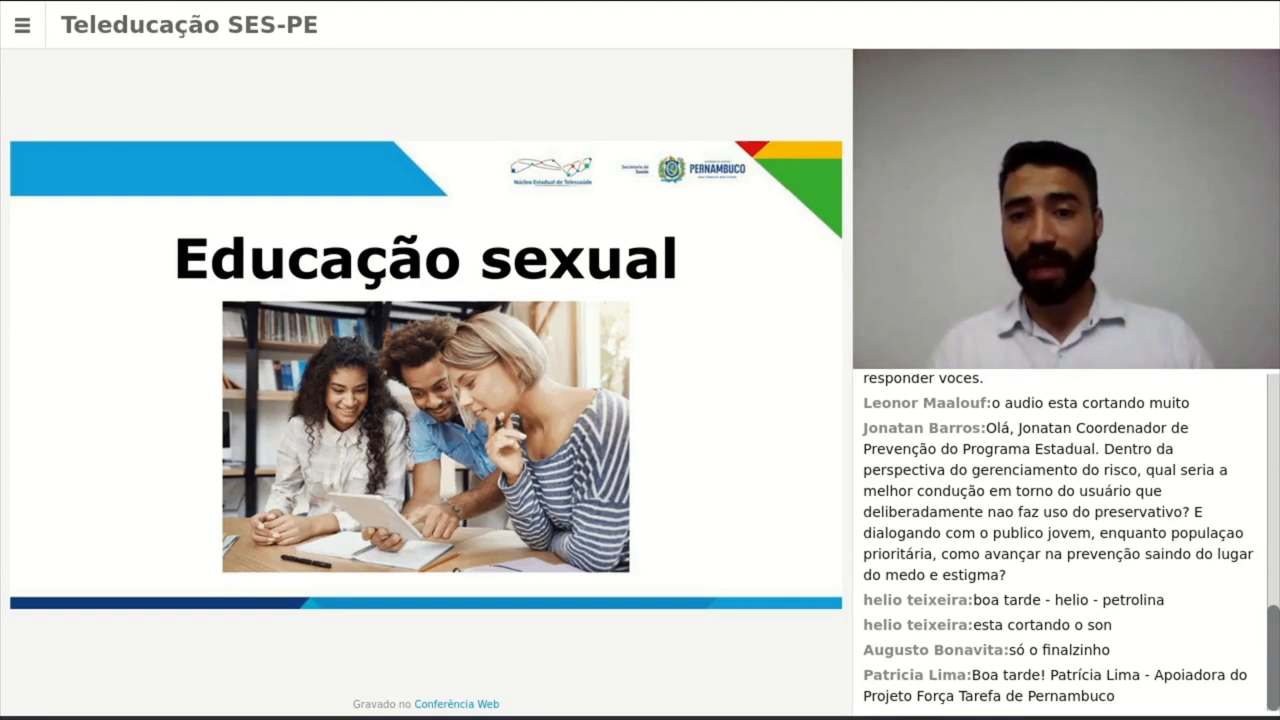 Teleducação SES-PE
Núcleo Estadual de Telessaúde
Secretaria de
Saúde
PERNAMBUCO
Educação sexual
Gravado no Conferência Web
responder voces.
Leonor Maalouf:o audio esta cortando muito
Jonatan Barros:Olá, Jonatan Coordenador de
Prevenção do Programa Estadual. Dentro da
perspectiva do gerenciamento do risco, qual seria a
melhor condução em torno do usuário que
deliberadamente nao faz uso do preservativo? E
dialogando com o publico jovem, enquanto populaçao
prioritária, como avançar na prevenção saindo do lugar
do medo e estigma?
helio teixeira:boa tarde - helio - petrolina
helio teixeira:esta cortando o son
Augusto Bonavita:só o finalzinho
Patricia Lima:Boa tarde! Patrícia Lima - Apoiadora do
Projeto Força Tarefa de Pernambuco